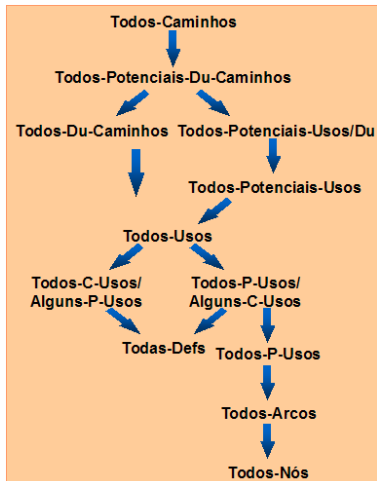 Todos-Caminhos
Todos-Potenciais-Du-Caminhos
Todos-Du-Caminhos
Todos-Potenciais-Usos/Du
Todos-Potenciais-Usos
Todos-Usos
Todos-C-Usos/
Alguns-P-Usos
Todos-P-Usos/
Alguns-C-Usos
Todas-Defs
Todos-P-Usos
Todos-Arcos
Todos-Nós